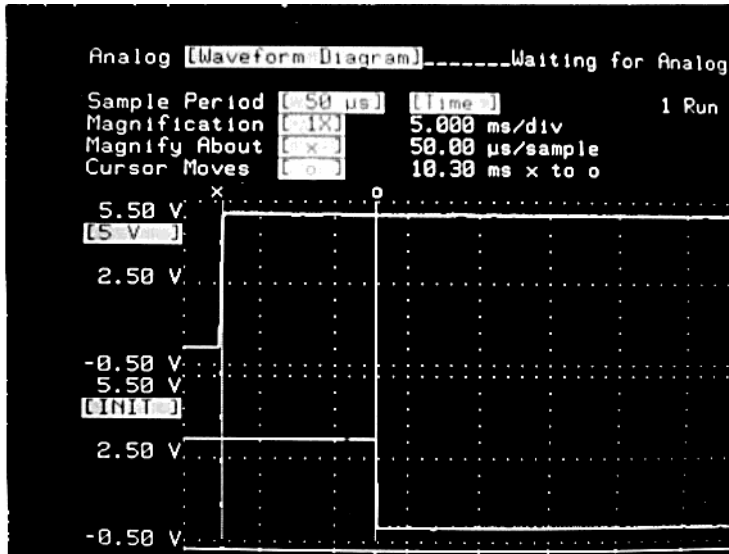 Analog [Waveform Diagram]_______Waiting for Analog
Sample Period [ 50 µs] [Time ] 1 Run
Magnification [ 1X] 5.000 ms/div
Magnify About [ x ] 50.00 µs/sample
Cursor Moves [ o ] 10.30 ms x to o
x o
5.50 V
[5 V ]
2.50 V
-0.50 V
5.50 V
[INIT ]
2.50 V
-0.50 V